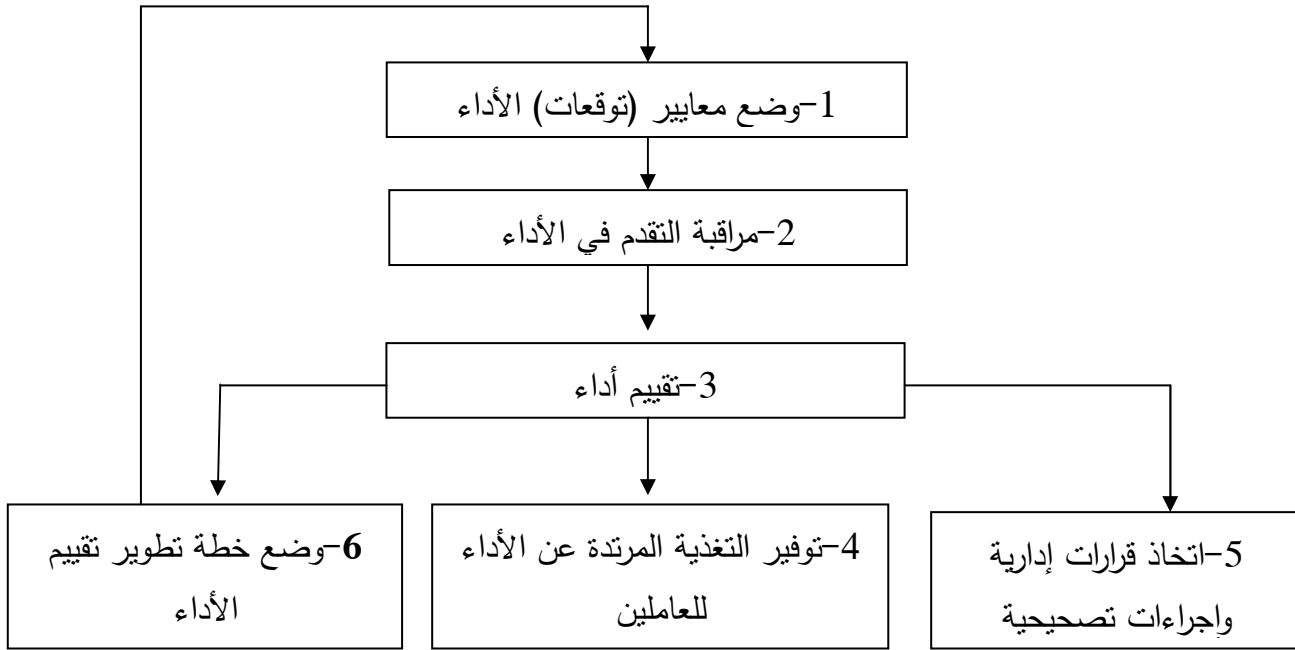 1-وضع معايير (توقعات) الأداء
2-مراقبة التقدم في الأداء
3-تقييم أداء
5-اتخاذ قرارات إدارية
وإجراءات تصحيحية
4-توفير التغذية المرتدة عن الأداء
للعاملين
6-وضع خطة تطوير تقييم
الأداء